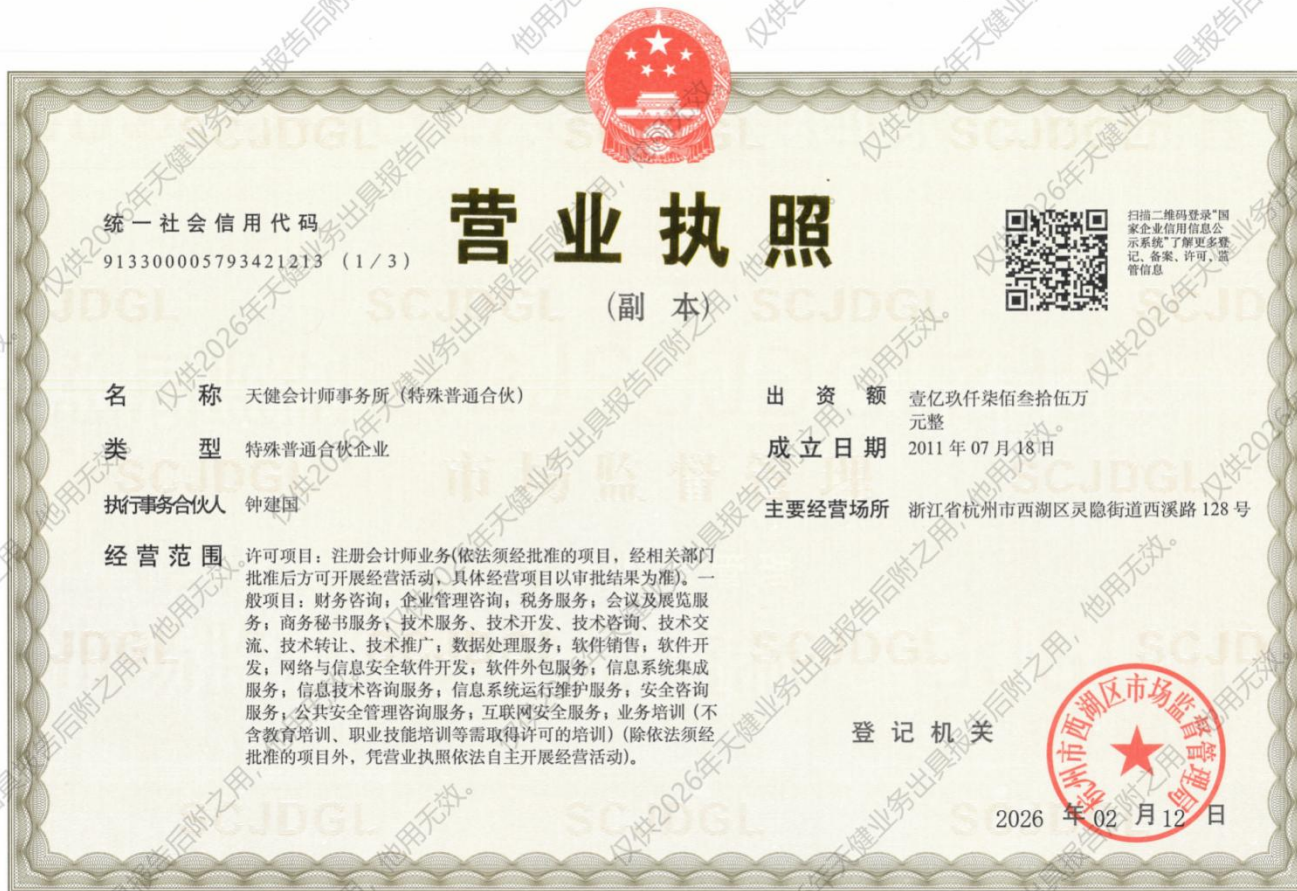 营业执照
(副 本)
统一社会信用代码
913300005793421213 (1/3)
扫描二维码登录“国
家企业信用信息公
示系统”了解更多登
记、备案、许可、监
管信息
名 称 天健会计师事务所（特殊普通合伙）
类 型 特殊普通合伙企业
执行事务合伙人 钟建国
经营范围 许可项目：注册会计师业务(依法须经批准的项目，经相关部门
批准后方可开展经营活动，具体经营项目以审批结果为准)。一
般项目：财务咨询；企业管理咨询；税务服务；会议及展览服
务；商务秘书服务；技术服务、技术开发、技术咨询、技术交
流、技术转让、技术推广；数据处理服务；软件销售；软件开
发；网络与信息安全软件开发；软件外包服务；信息系统集成
服务；信息技术咨询服务；信息系统运行维护服务；安全咨询
服务；公共安全管理咨询服务；互联网安全服务；业务培训（不
含教育培训、职业技能培训等需取得许可的培训）(除依法须经
批准的项目外，凭营业执照依法自主开展经营活动)。
出 资 额 壹亿玖仟柒佰叁拾伍万
元整
成立日期 2011年07月18日
主要经营场所 浙江省杭州市西湖区灵隐街道西溪路128号
登记机关
杭州市西湖区市场监督管理局
2026 年 02 月 12 日
仅供2026年天健业务出具报告后附之用，他用无效。
SCJDGL
市场监督管理